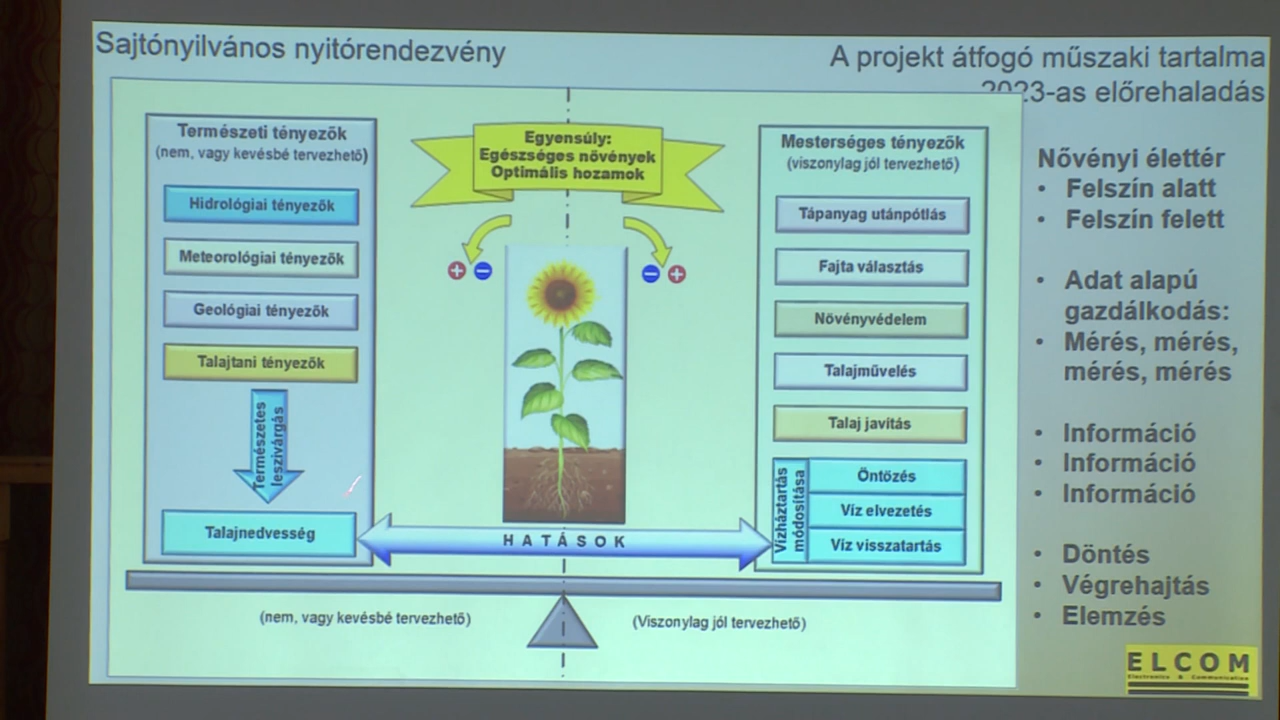 Sajtónyilvános nyitórendezvény
A projekt átfogó műszaki tartalma
2023-as előrehaladás
Természeti tényezők
(nem, vagy kevésbé tervezhető)
Hidrológiai tényezők
Meteorológiai tényezők
Geológiai tényezők
Talajtani tényezők
Természetes
leszivárgás
Talajnedvesség
Egyensúly:
Egészséges növények
Optimális hozamok
HATÁSOK
Mesterséges tényezők
(viszonylag jól tervezhető)
Tápanyag utánpótlás
Fajta választás
Növényvédelem
Talajművelés
Talaj javítás
Vízháztartás
módosítása
Öntözés
Víz elvezetés
Víz visszatartás
(nem, vagy kevésbé tervezhető)
(Viszonylag jól tervezhető)
Nővényi élettér
• Felszín alatt
• Felszín felett
• Adat alapú
gazdálkodás:
• Mérés, mérés,
mérés, mérés
• Információ
• Információ
• Információ
• Döntés
• Végrehajtás
• Elemzés
ELCOM
Electronics & Communication